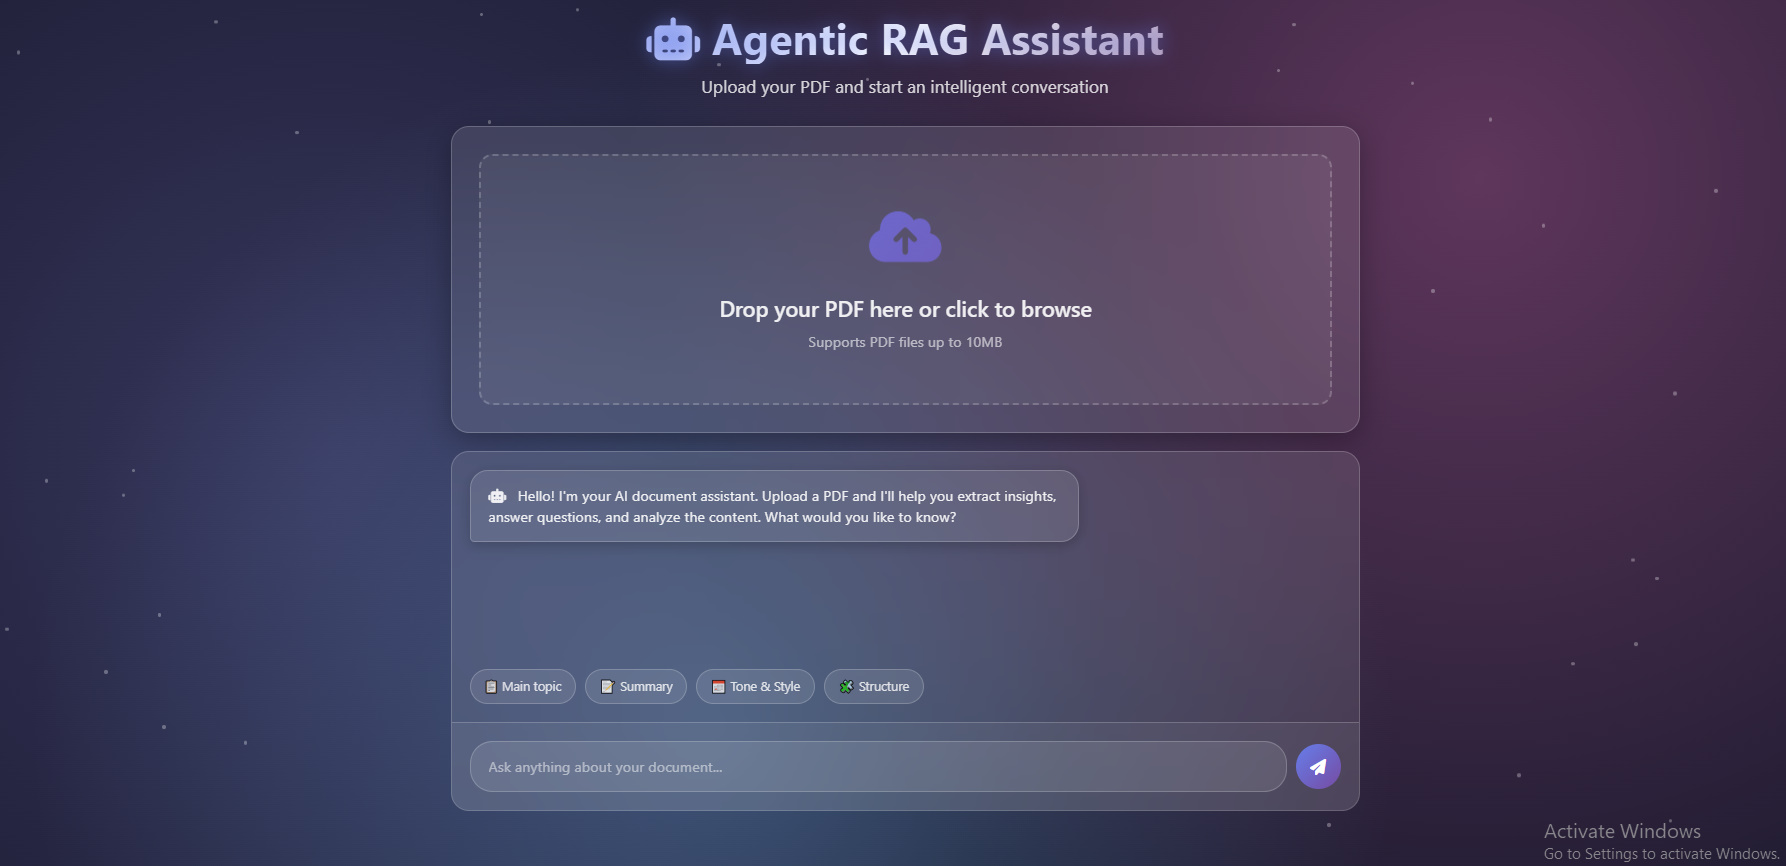 Agentic RAG Assistant
Upload your PDF and start an intelligent conversation
Drop your PDF here or click to browse
Supports PDF files up to 10MB
Hello! I'm your AI document assistant. Upload a PDF and I'll help you extract insights,
answer questions, and analyze the content. What would you like to know?
Main topic
Summary
Tone & Style
Structure
Ask anything about your document...
Activate Windows
Go to Settings to activate Windows.